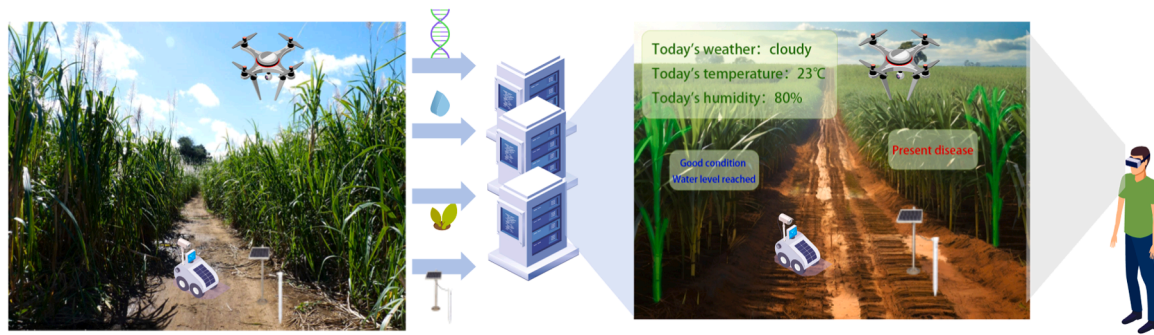 Today's weather: cloudy
Today's temperature: 23℃
Today's humidity: 80%
Good condition
Water level reached
Present disease